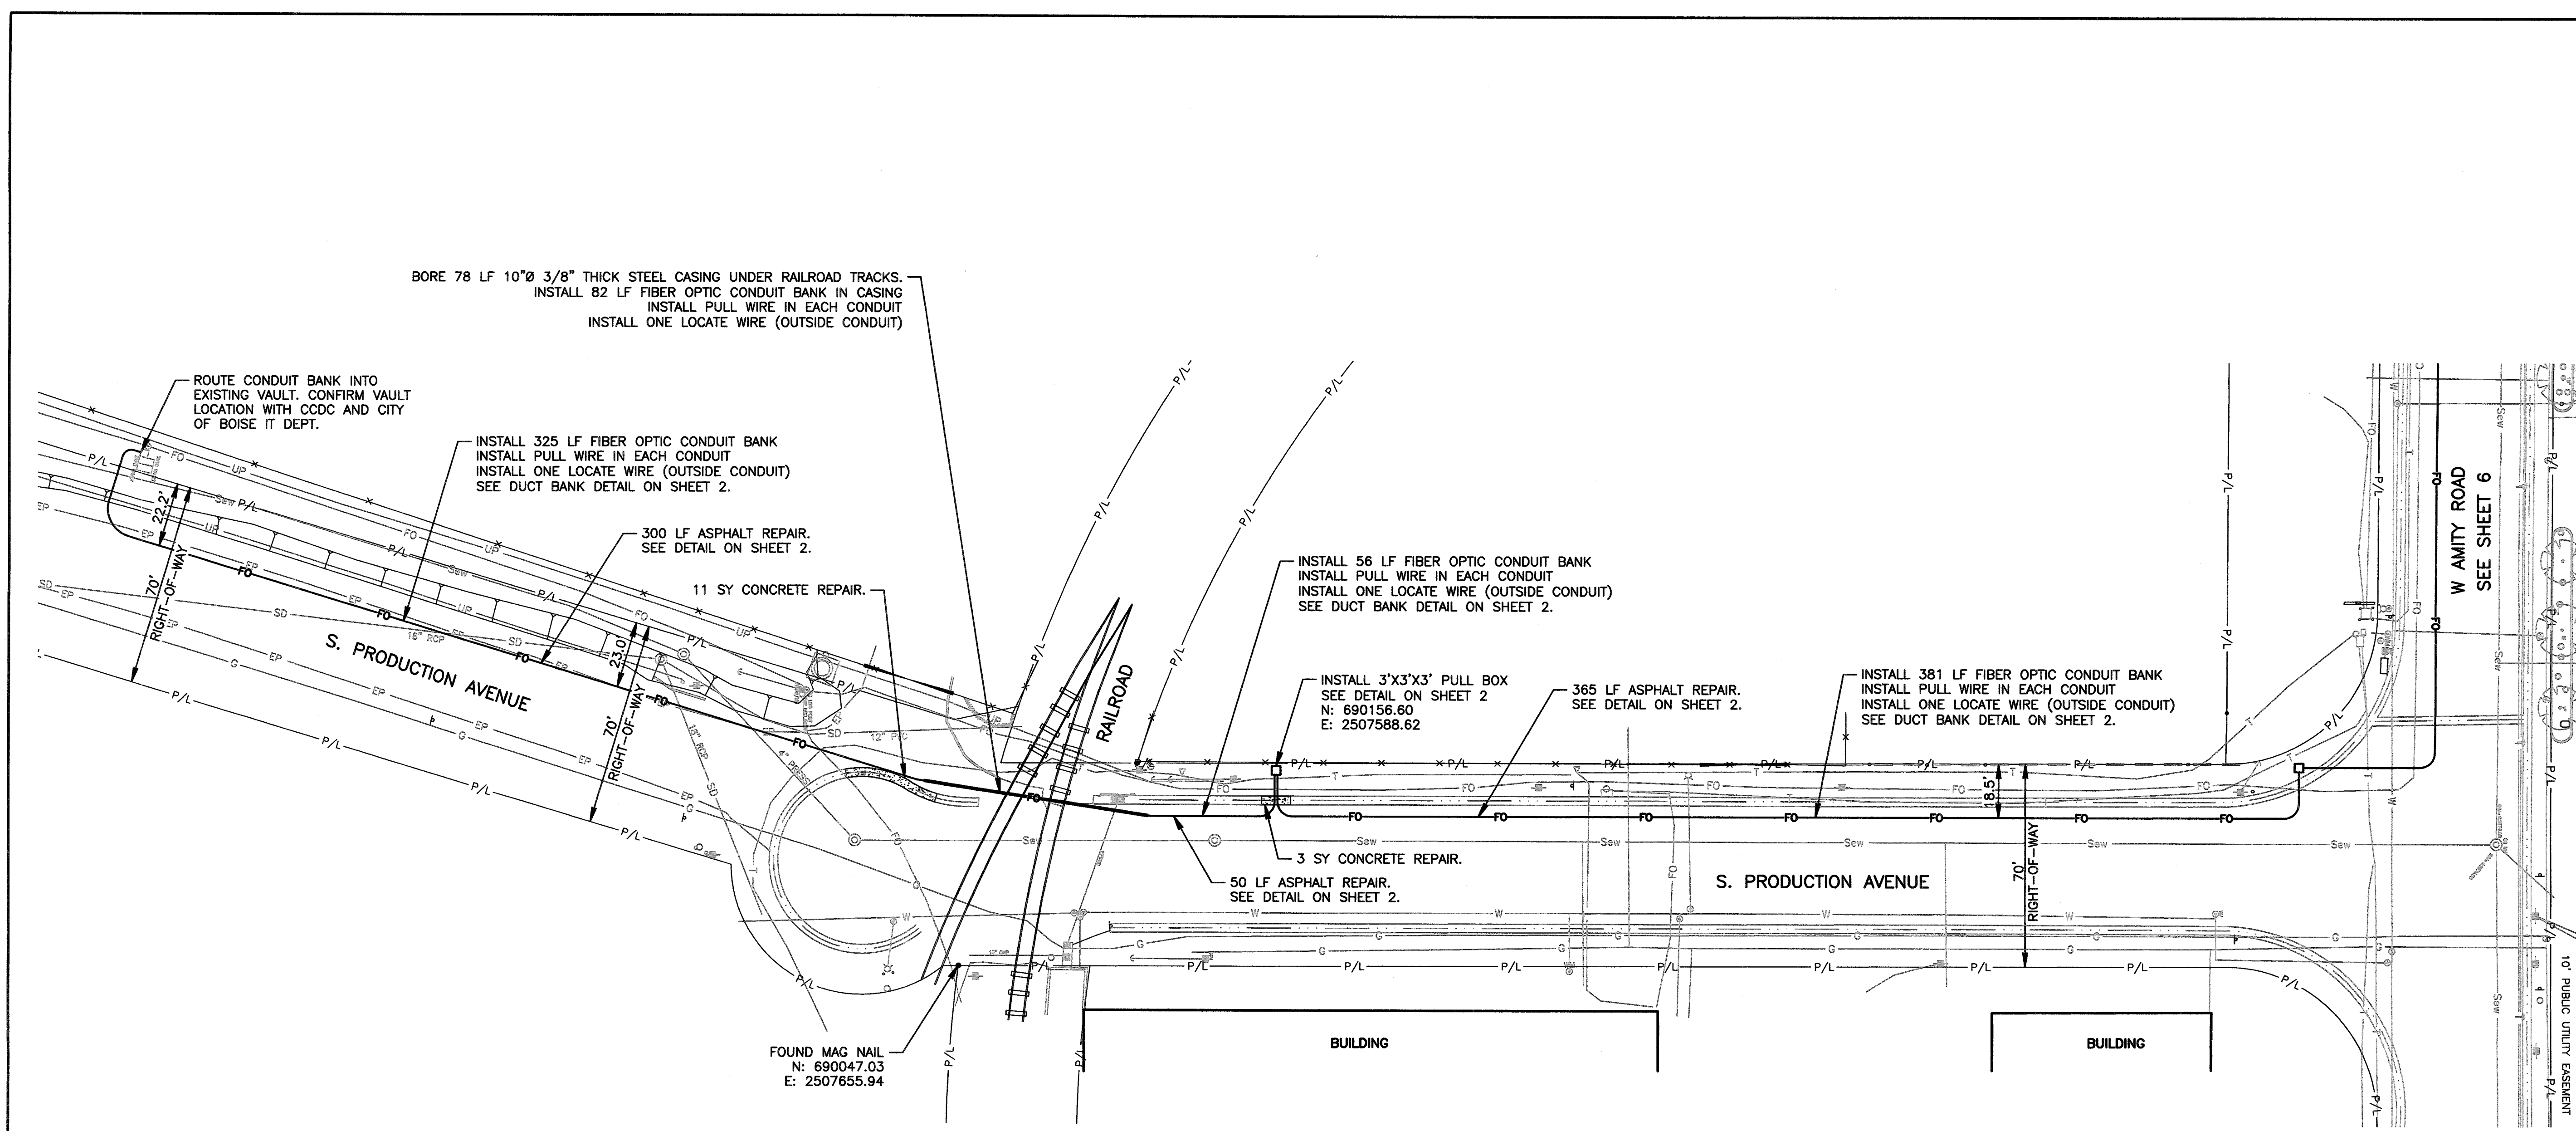 BORE 78 LF 10"Ø 3/8" THICK STEEL CASING UNDER RAILROAD TRACKS.
INSTALL 82 LF FIBER OPTIC CONDUIT BANK IN CASING
INSTALL PULL WIRE IN EACH CONDUIT
INSTALL ONE LOCATE WIRE (OUTSIDE CONDUIT)
ROUTE CONDUIT BANK INTO
EXISTING VAULT. CONFIRM VAULT
LOCATION WITH CCDC AND CITY
OF BOISE IT DEPT.
INSTALL 325 LF FIBER OPTIC CONDUIT BANK
INSTALL PULL WIRE IN EACH CONDUIT
INSTALL ONE LOCATE WIRE (OUTSIDE CONDUIT)
SEE DUCT BANK DETAIL ON SHEET 2.
300 LF ASPHALT REPAIR.
SEE DETAIL ON SHEET 2.
11 SY CONCRETE REPAIR.
INSTALL 56 LF FIBER OPTIC CONDUIT BANK
INSTALL PULL WIRE IN EACH CONDUIT
INSTALL ONE LOCATE WIRE (OUTSIDE CONDUIT)
SEE DUCT BANK DETAIL ON SHEET 2.
INSTALL 3'X3'X3' PULL BOX
SEE DETAIL ON SHEET 2
N: 690156.60
E: 2507588.62
365 LF ASPHALT REPAIR.
SEE DETAIL ON SHEET 2.
INSTALL 381 LF FIBER OPTIC CONDUIT BANK
INSTALL PULL WIRE IN EACH CONDUIT
INSTALL ONE LOCATE WIRE (OUTSIDE CONDUIT)
SEE DUCT BANK DETAIL ON SHEET 2.
W AMITY ROAD
SEE SHEET 6
22.2'
70'
RIGHT-OF-WAY
S. PRODUCTION AVENUE
18" RCP
23.0'
70'
RIGHT-OF-WAY
18" RCP
4" PRESS
RAILROAD
18.5'
70'
RIGHT-OF-WAY
3 SY CONCRETE REPAIR.
50 LF ASPHALT REPAIR.
SEE DETAIL ON SHEET 2.
S. PRODUCTION AVENUE
FOUND MAG NAIL
N: 690047.03
E: 2507655.94
BUILDING
BUILDING
10' PUBLIC UTILITY EASEMENT
P/L
FO
UP
Sew
EP
SD
G
T
W